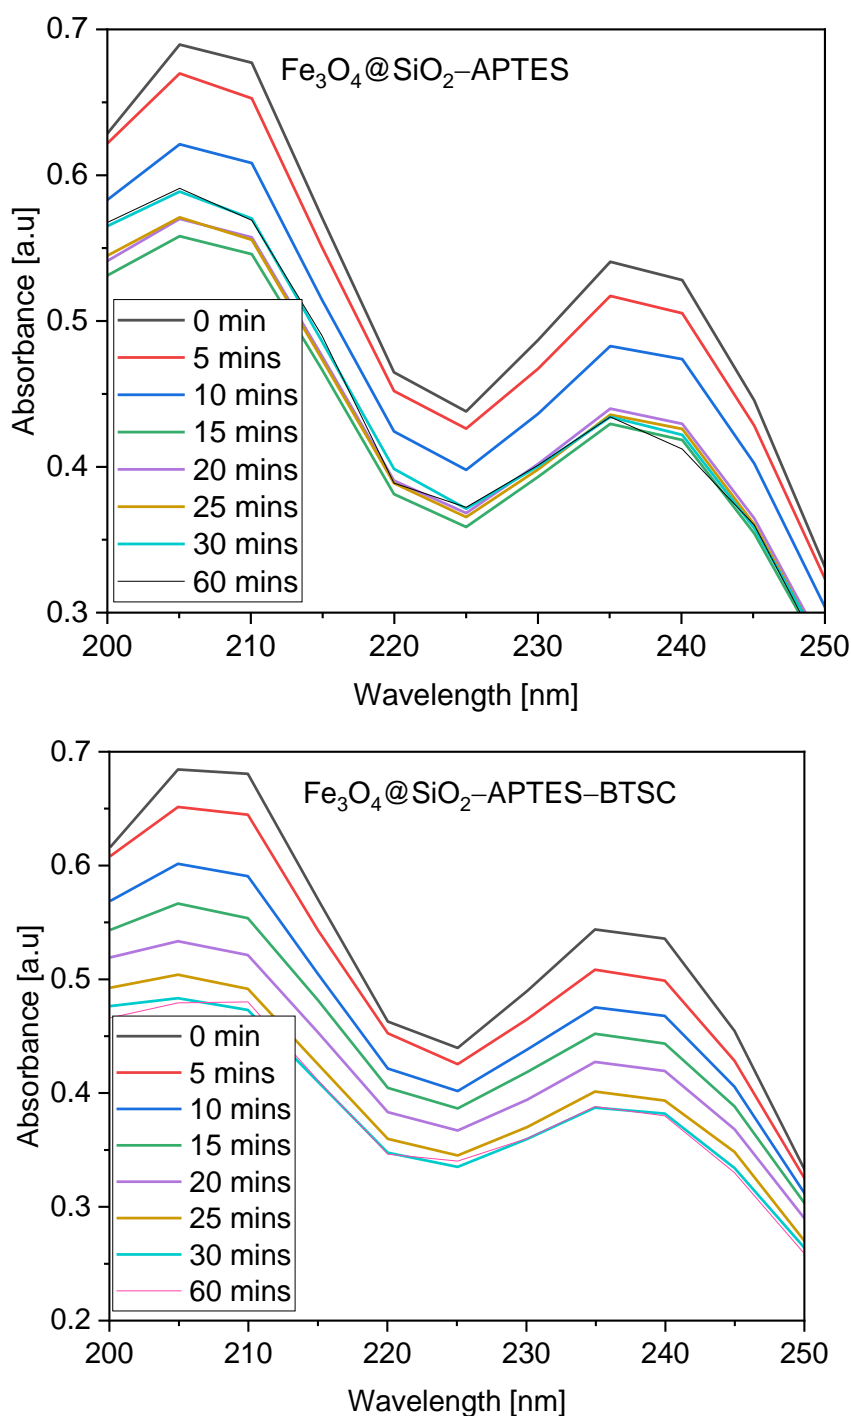 0.7
Fe₃O₄@SiO₂–APTES
0.6
0.5
0.4
0.3
Absorbance [a.u]
0 min
5 mins
10 mins
15 mins
20 mins
25 mins
30 mins
60 mins
200 210 220 230 240 250
Wavelength [nm]
0.7
Fe₃O₄@SiO₂–APTES–BTSC
0.6
0.5
0.4
0.3
0.2
Absorbance [a.u]
0 min
5 mins
10 mins
15 mins
20 mins
25 mins
30 mins
60 mins
200 210 220 230 240 250
Wavelength [nm]